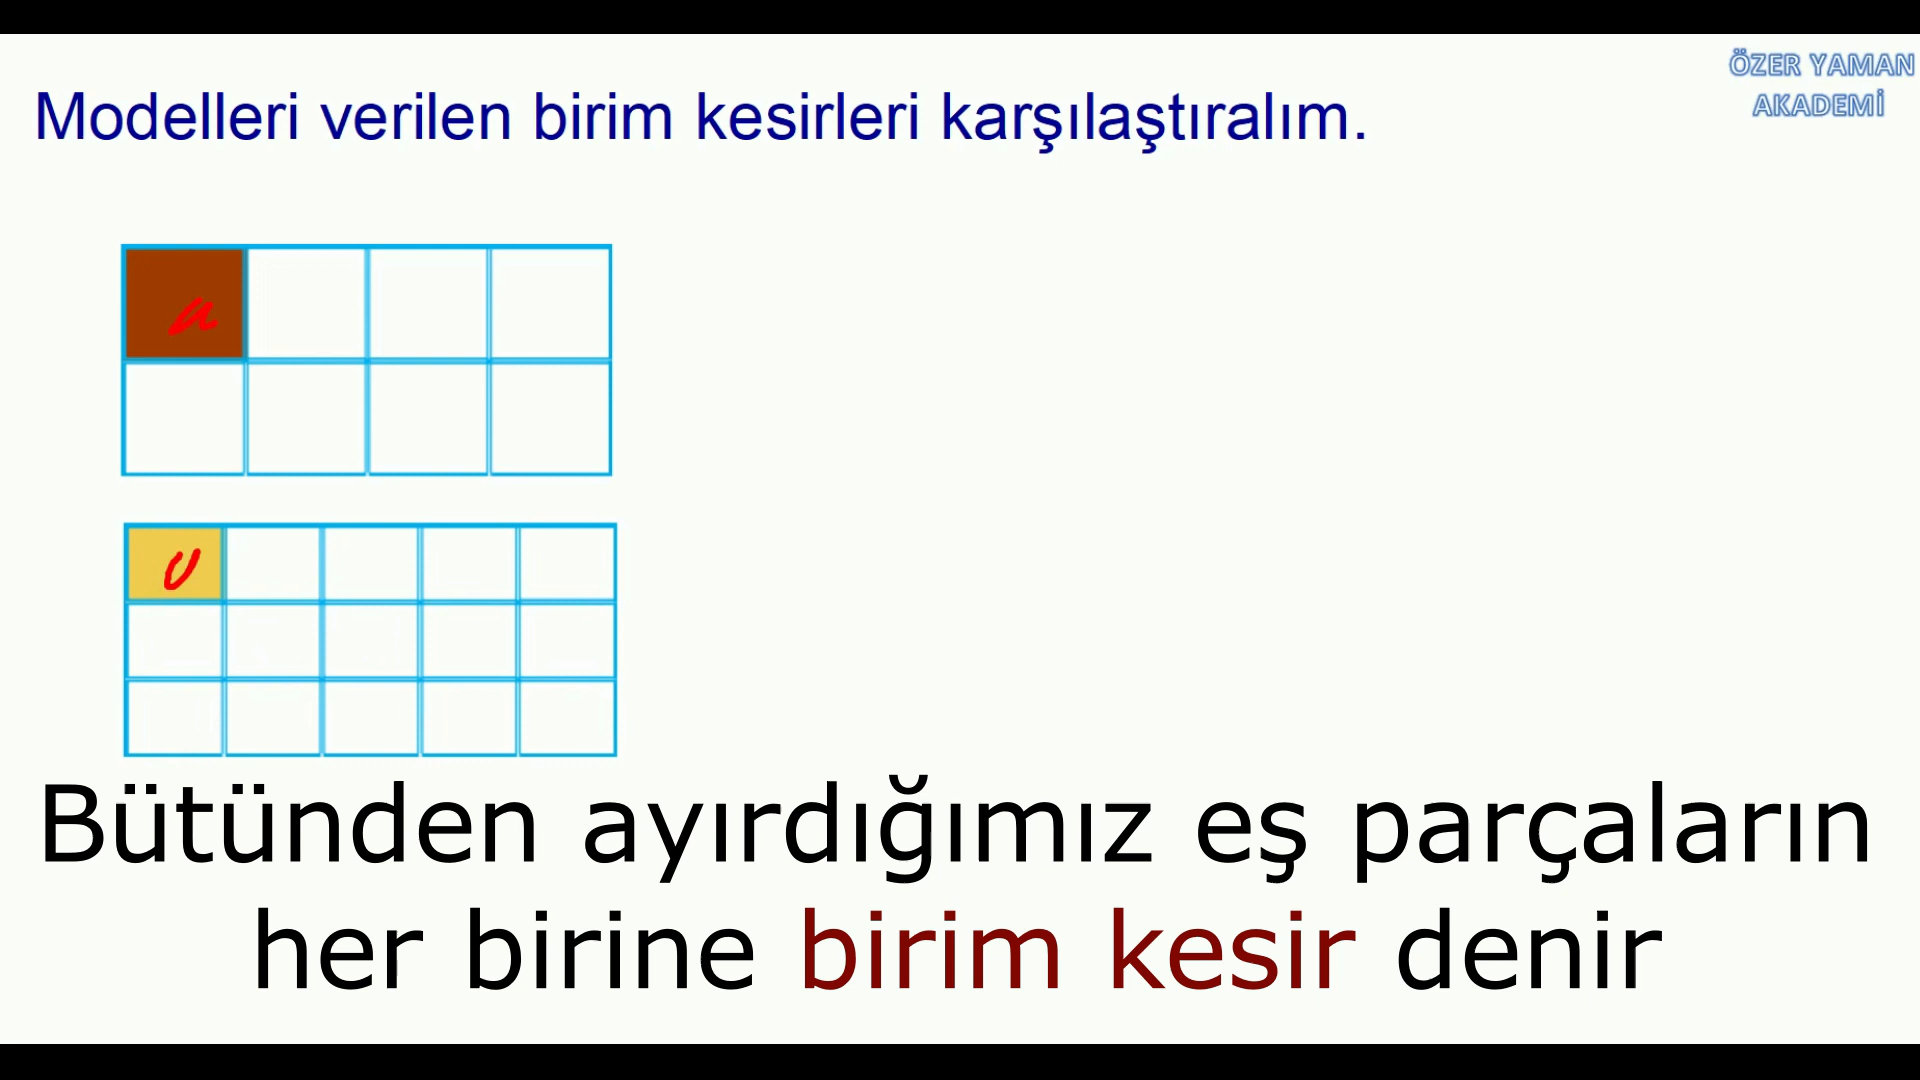 ÖZER YAMAN
AKADEMİ
Modelleri verilen birim kesirleri karşılaştıralım.
Bütünden ayırdığımız eş parçaların
her birine birim kesir denir